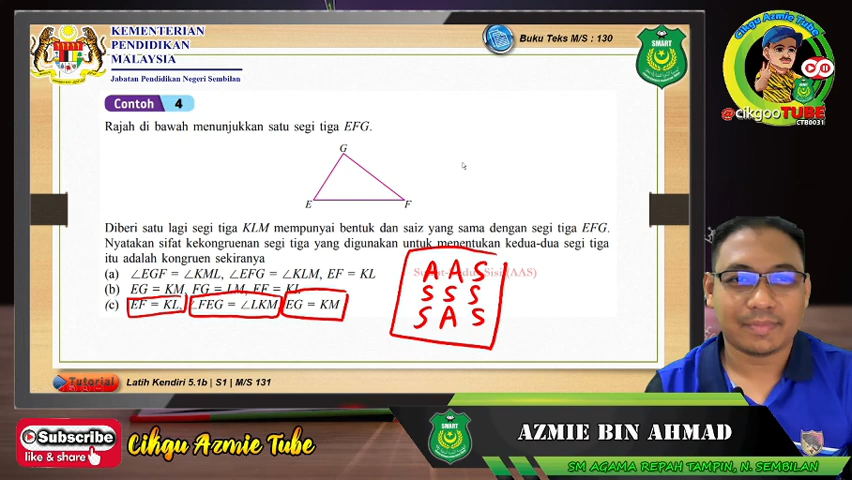 KEMENTERIAN
PENDIDIKAN
MALAYSIA
Jabatan Pendidikan Negeri Sembilan
Buku Teks M/S : 130
SMART
Cikgu Azmie Tube
@cikgooTUBE
CTB0031
Contoh 4
Rajah di bawah menunjukkan satu segi tiga EFG.
G
E
F
Diberi satu lagi segi tiga KLM mempunyai bentuk dan saiz yang sama dengan segi tiga EFG.
Nyatakan sifat kekongruenan segi tiga yang digunakan untuk menentukan kedua-dua segi tiga
itu adalah kongruen sekiranya
(a) ∠EGF = ∠KML, ∠EFG = ∠KLM, EF = KL
(b) EG = KM, FG = LM, EF = KL
(c) EF = KL, ∠FEG = ∠LKM, EG = KM
Sisi (AAS)
A A S
S S S
S A S
Tutorial
Latih Kendiri 5.1b | S1 | M/S 131
Subscribe
like & share
Cikgu Azmie Tube
SMART
AZMIE BIN AHMAD
SM AGAMA REPAH TAMPIN, N. SEMBILAN